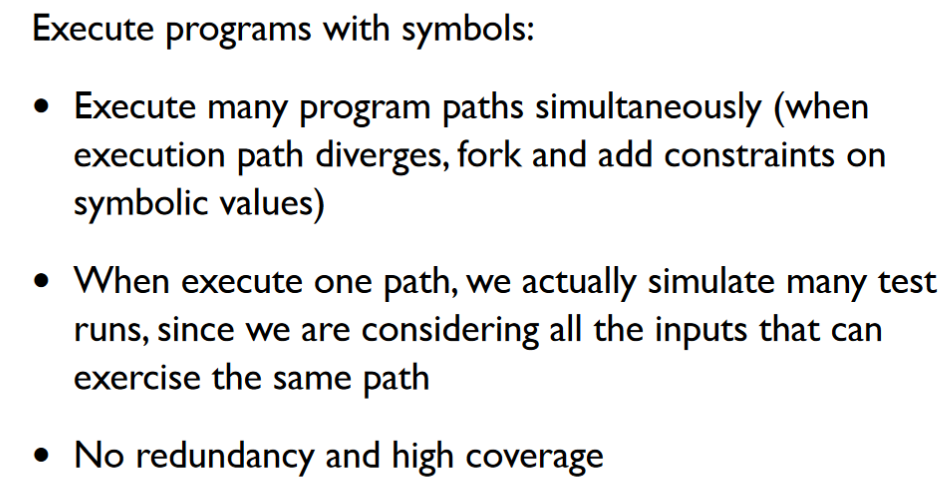 Execute programs with symbols:
• Execute many program paths simultaneously (when
execution path diverges, fork and add constraints on
symbolic values)
• When execute one path, we actually simulate many test
runs, since we are considering all the inputs that can
exercise the same path
• No redundancy and high coverage